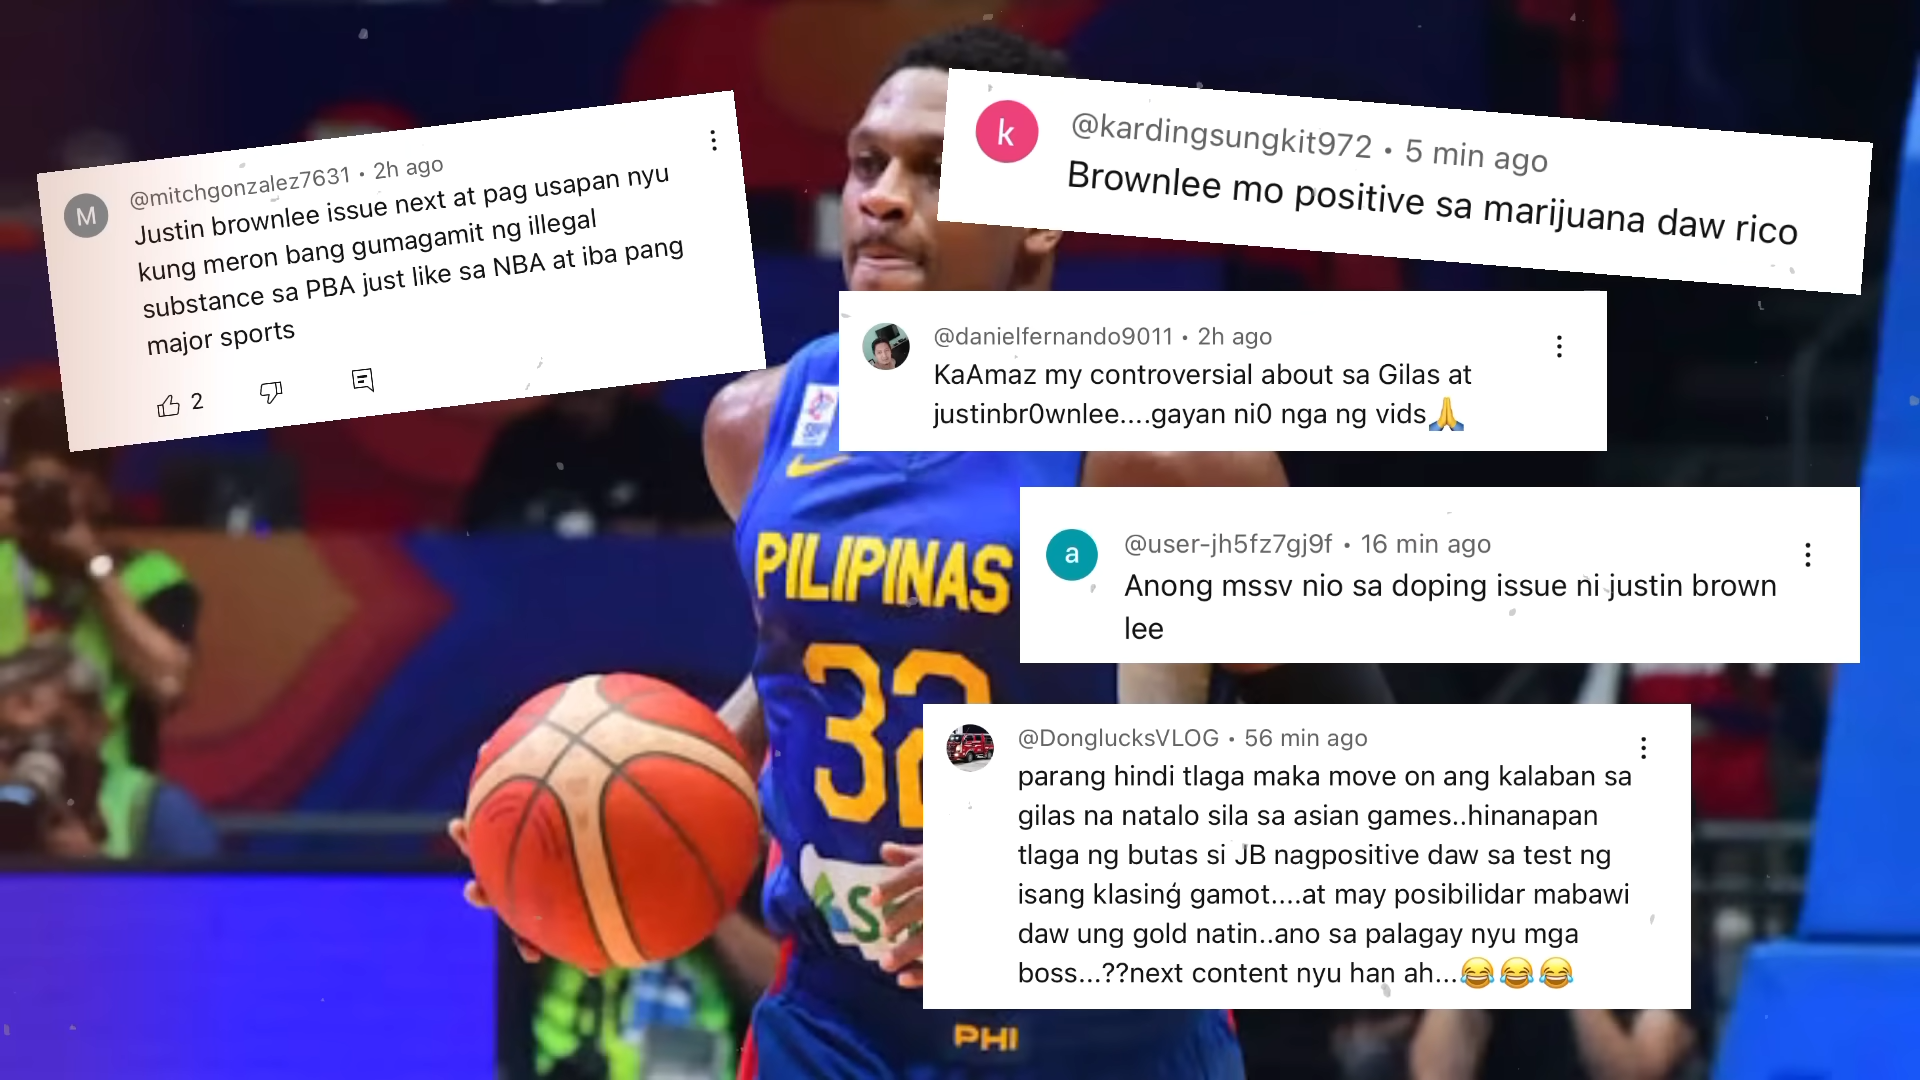 M
@mitchgonzalez7631 • 2h ago
Justin brownlee issue next at pag usapan nyu
kung meron bang gumagamit ng illegal
substance sa PBA just like sa NBA at iba pang
major sports
2
k
@kardingsungkit972 • 5 min ago
Brownlee mo positive sa marijuana daw rico
@danielfernando9011 • 2h ago
KaAmaz my controversial about sa Gilas at
justinbr0wnlee....gayan ni0 nga ng vids🙏
a
@user-jh5fz7gj9f • 16 min ago
Anong mssv nio sa doping issue ni justin brown
lee
PILIPINAS
32
@DonglucksVLOG • 56 min ago
parang hindi tlaga maka move on ang kalaban sa
gilas na natalo sila sa asian games..hinanapan
tlaga ng butas si JB nagpositive daw sa test ng
isang klasing gamot....at may posibilidar mabawi
daw ung gold natin..ano sa palagay nyu mga
boss...??next content nyu han ah...😂😂😂
PHI